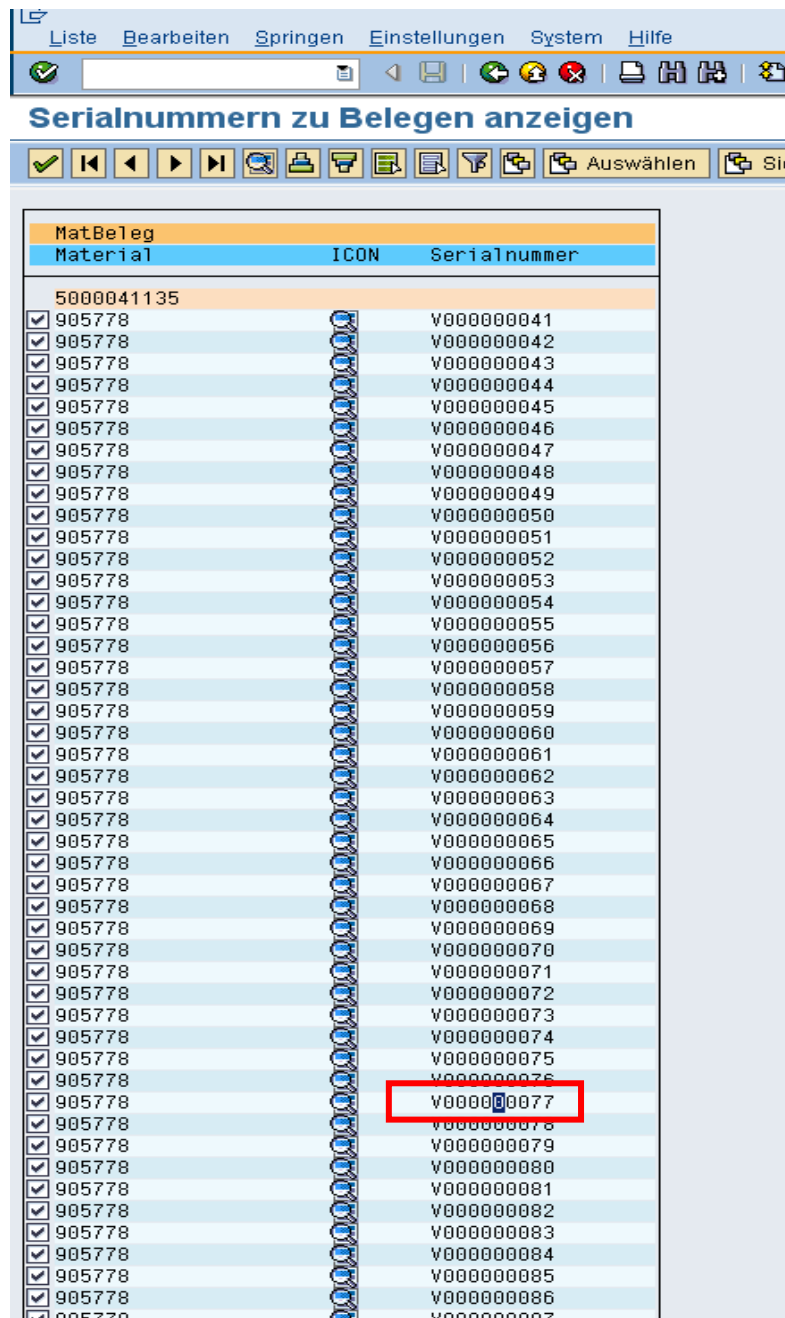 Liste Bearbeiten Springen Einstellungen System Hilfe
Serialnummern zu Belegen anzeigen
Auswählen
MatBeleg
Material ICON Serialnummer
5000041135
905778 V000000041
905778 V000000042
905778 V000000043
905778 V000000044
905778 V000000045
905778 V000000046
905778 V000000047
905778 V000000048
905778 V000000049
905778 V000000050
905778 V000000051
905778 V000000052
905778 V000000053
905778 V000000054
905778 V000000055
905778 V000000056
905778 V000000057
905778 V000000058
905778 V000000059
905778 V000000060
905778 V000000061
905778 V000000062
905778 V000000063
905778 V000000064
905778 V000000065
905778 V000000066
905778 V000000067
905778 V000000068
905778 V000000069
905778 V000000070
905778 V000000071
905778 V000000072
905778 V000000073
905778 V000000074
905778 V000000075
905778 V000000076
905778 V000000077
905778 V000000078
905778 V000000079
905778 V000000080
905778 V000000081
905778 V000000082
905778 V000000083
905778 V000000084
905778 V000000085
905778 V000000086